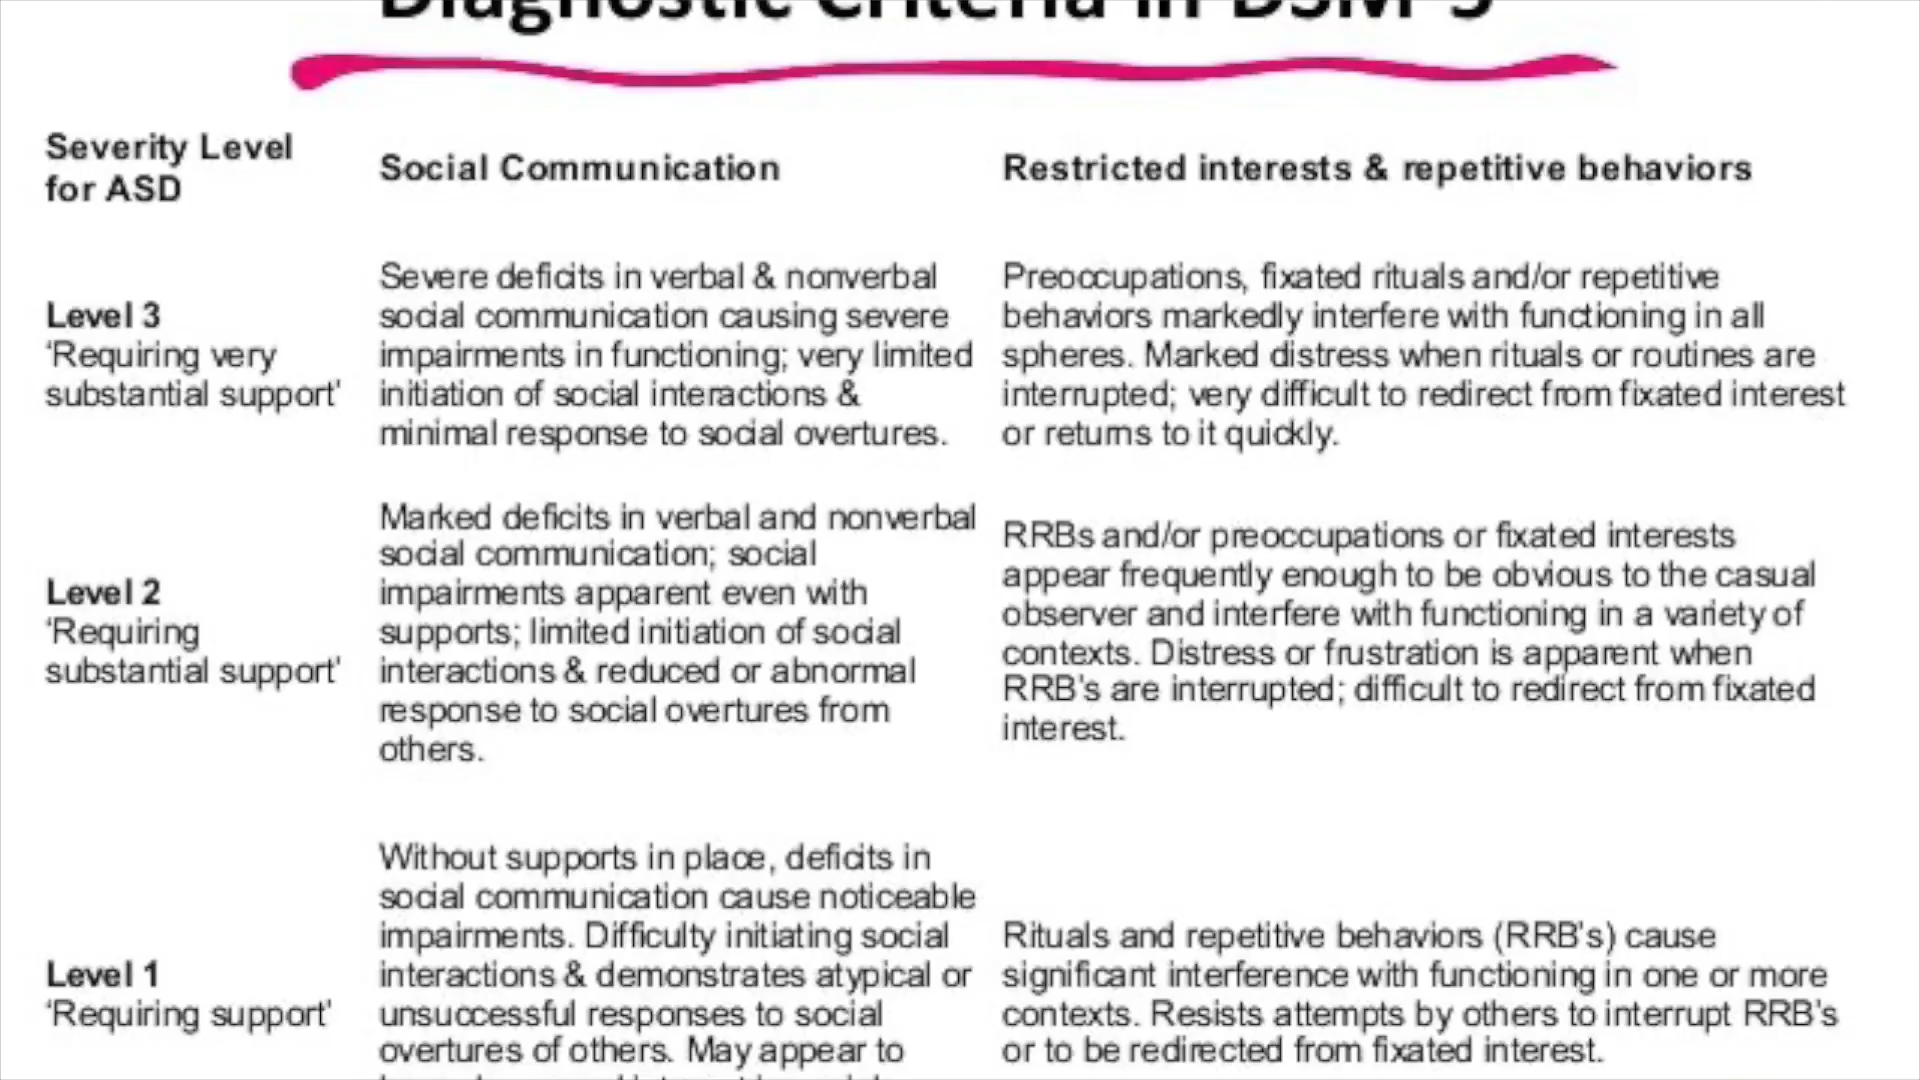 Diagnostic Criteria in DSM-5
Severity Level
for ASD
Social Communication
Restricted interests & repetitive behaviors
Level 3
'Requiring very
substantial support'
Severe deficits in verbal & nonverbal
social communication causing severe
impairments in functioning; very limited
initiation of social interactions &
minimal response to social overtures.
Preoccupations, fixated rituals and/or repetitive
behaviors markedly interfere with functioning in all
spheres. Marked distress when rituals or routines are
interrupted; very difficult to redirect from fixated interest
or returns to it quickly.
Level 2
'Requiring
substantial support'
Marked deficits in verbal and nonverbal
social communication; social
impairments apparent even with
supports; limited initiation of social
interactions & reduced or abnormal
response to social overtures from
others.
RRBs and/or preoccupations or fixated interests
appear frequently enough to be obvious to the casual
observer and interfere with functioning in a variety of
contexts. Distress or frustration is apparent when
RRB's are interrupted; difficult to redirect from fixated
interest.
Level 1
'Requiring support'
Without supports in place, deficits in
social communication cause noticeable
impairments. Difficulty initiating social
interactions & demonstrates atypical or
unsuccessful responses to social
overtures of others. May appear to
Rituals and repetitive behaviors (RRB's) cause
significant interference with functioning in one or more
contexts. Resists attempts by others to interrupt RRB's
or to be redirected from fixated interest.